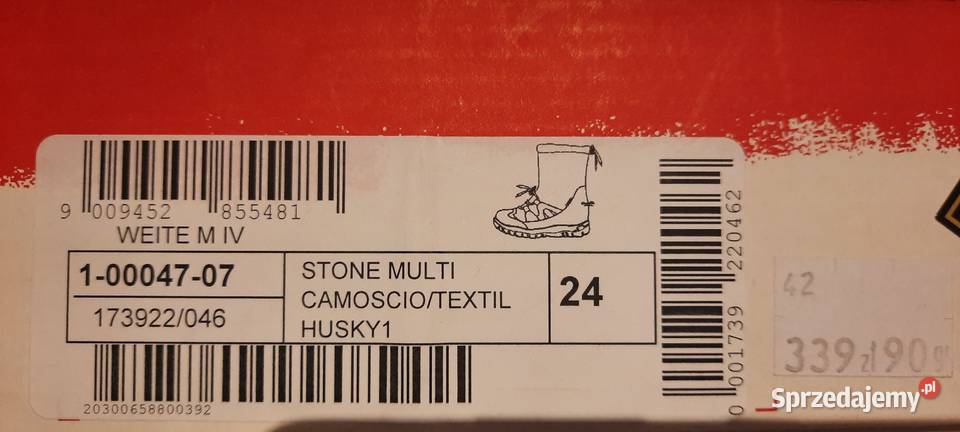 9 009452 855481
WEITE M IV
1-00047-07
173922/046
STONE MULTI
CAMOSCIO/TEXTIL
HUSKY1
24
20300658800392
0 001739 220462
42
339 zł 90 gr
Sprzedajemy.pl